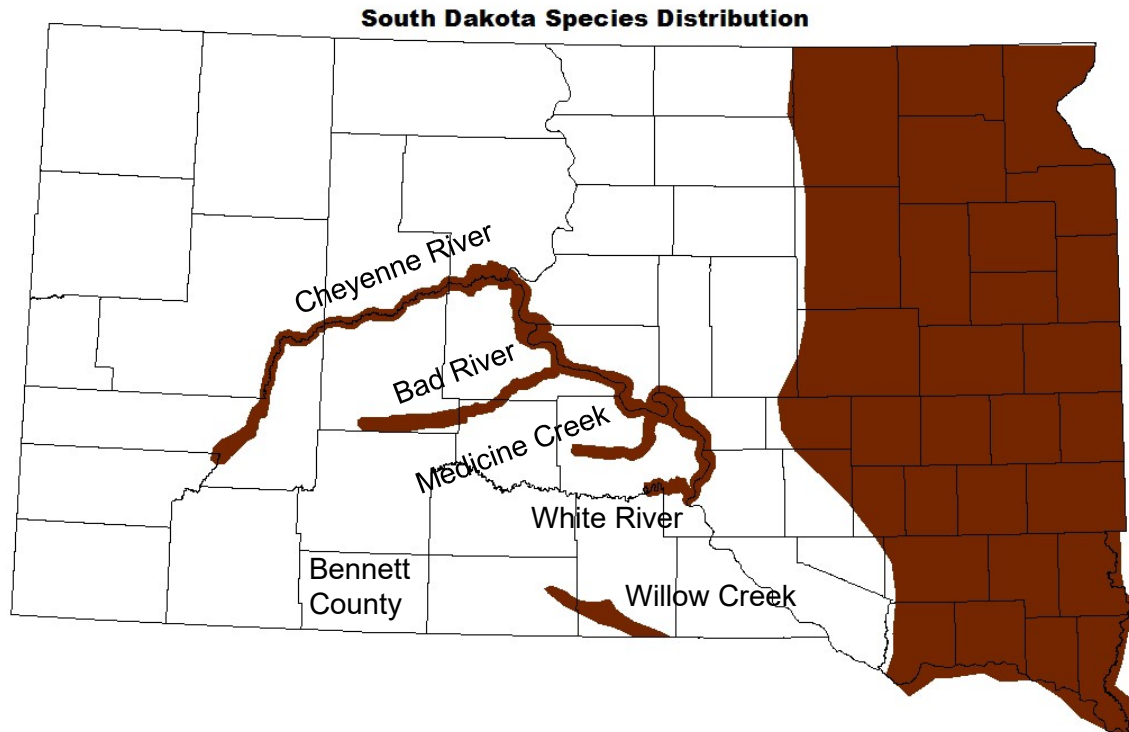 South Dakota Species Distribution
Cheyenne River
Bad River
Medicine Creek
White River
Bennett
County
Willow Creek